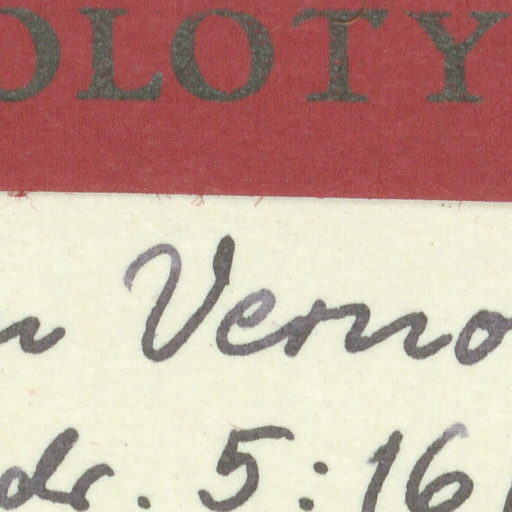 OLOTY
n Verno
dr. 5:16